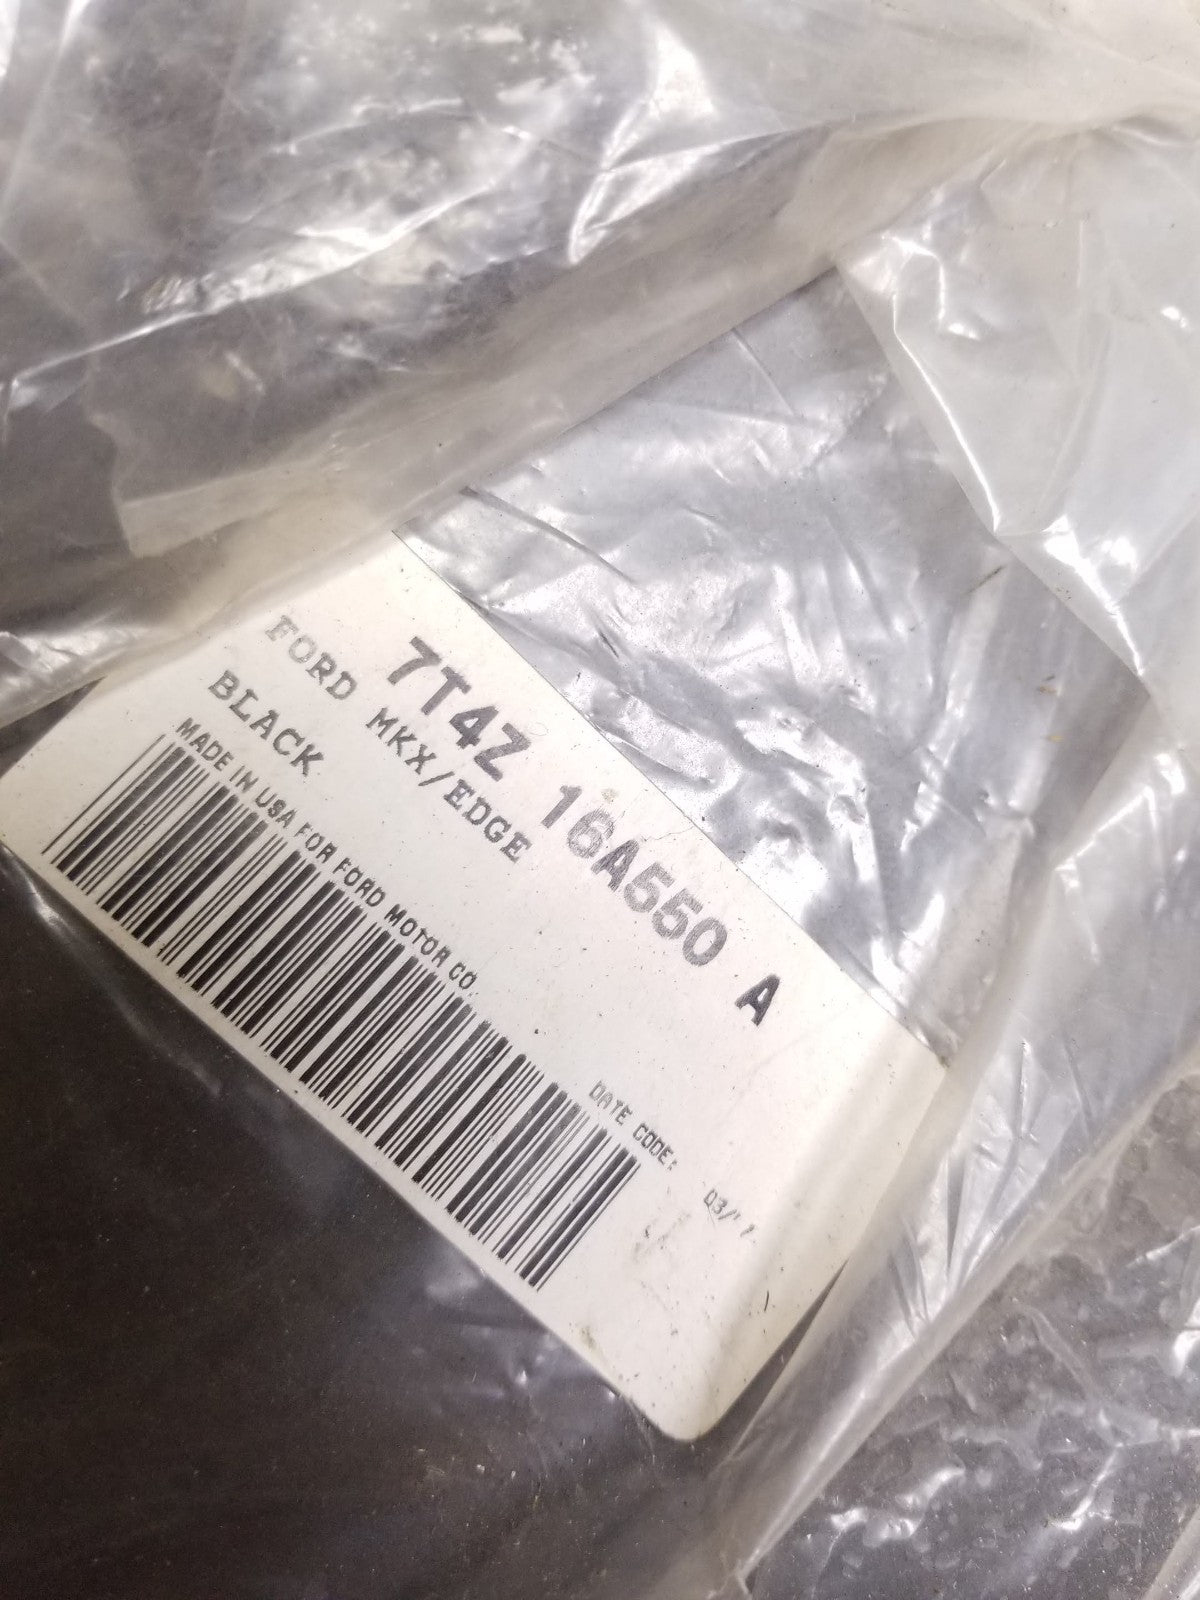 7T4Z 16A550 A
FORD MKX/EDGE
BLACK
MADE IN USA FOR FORD MOTOR CO.
DATE CODE: